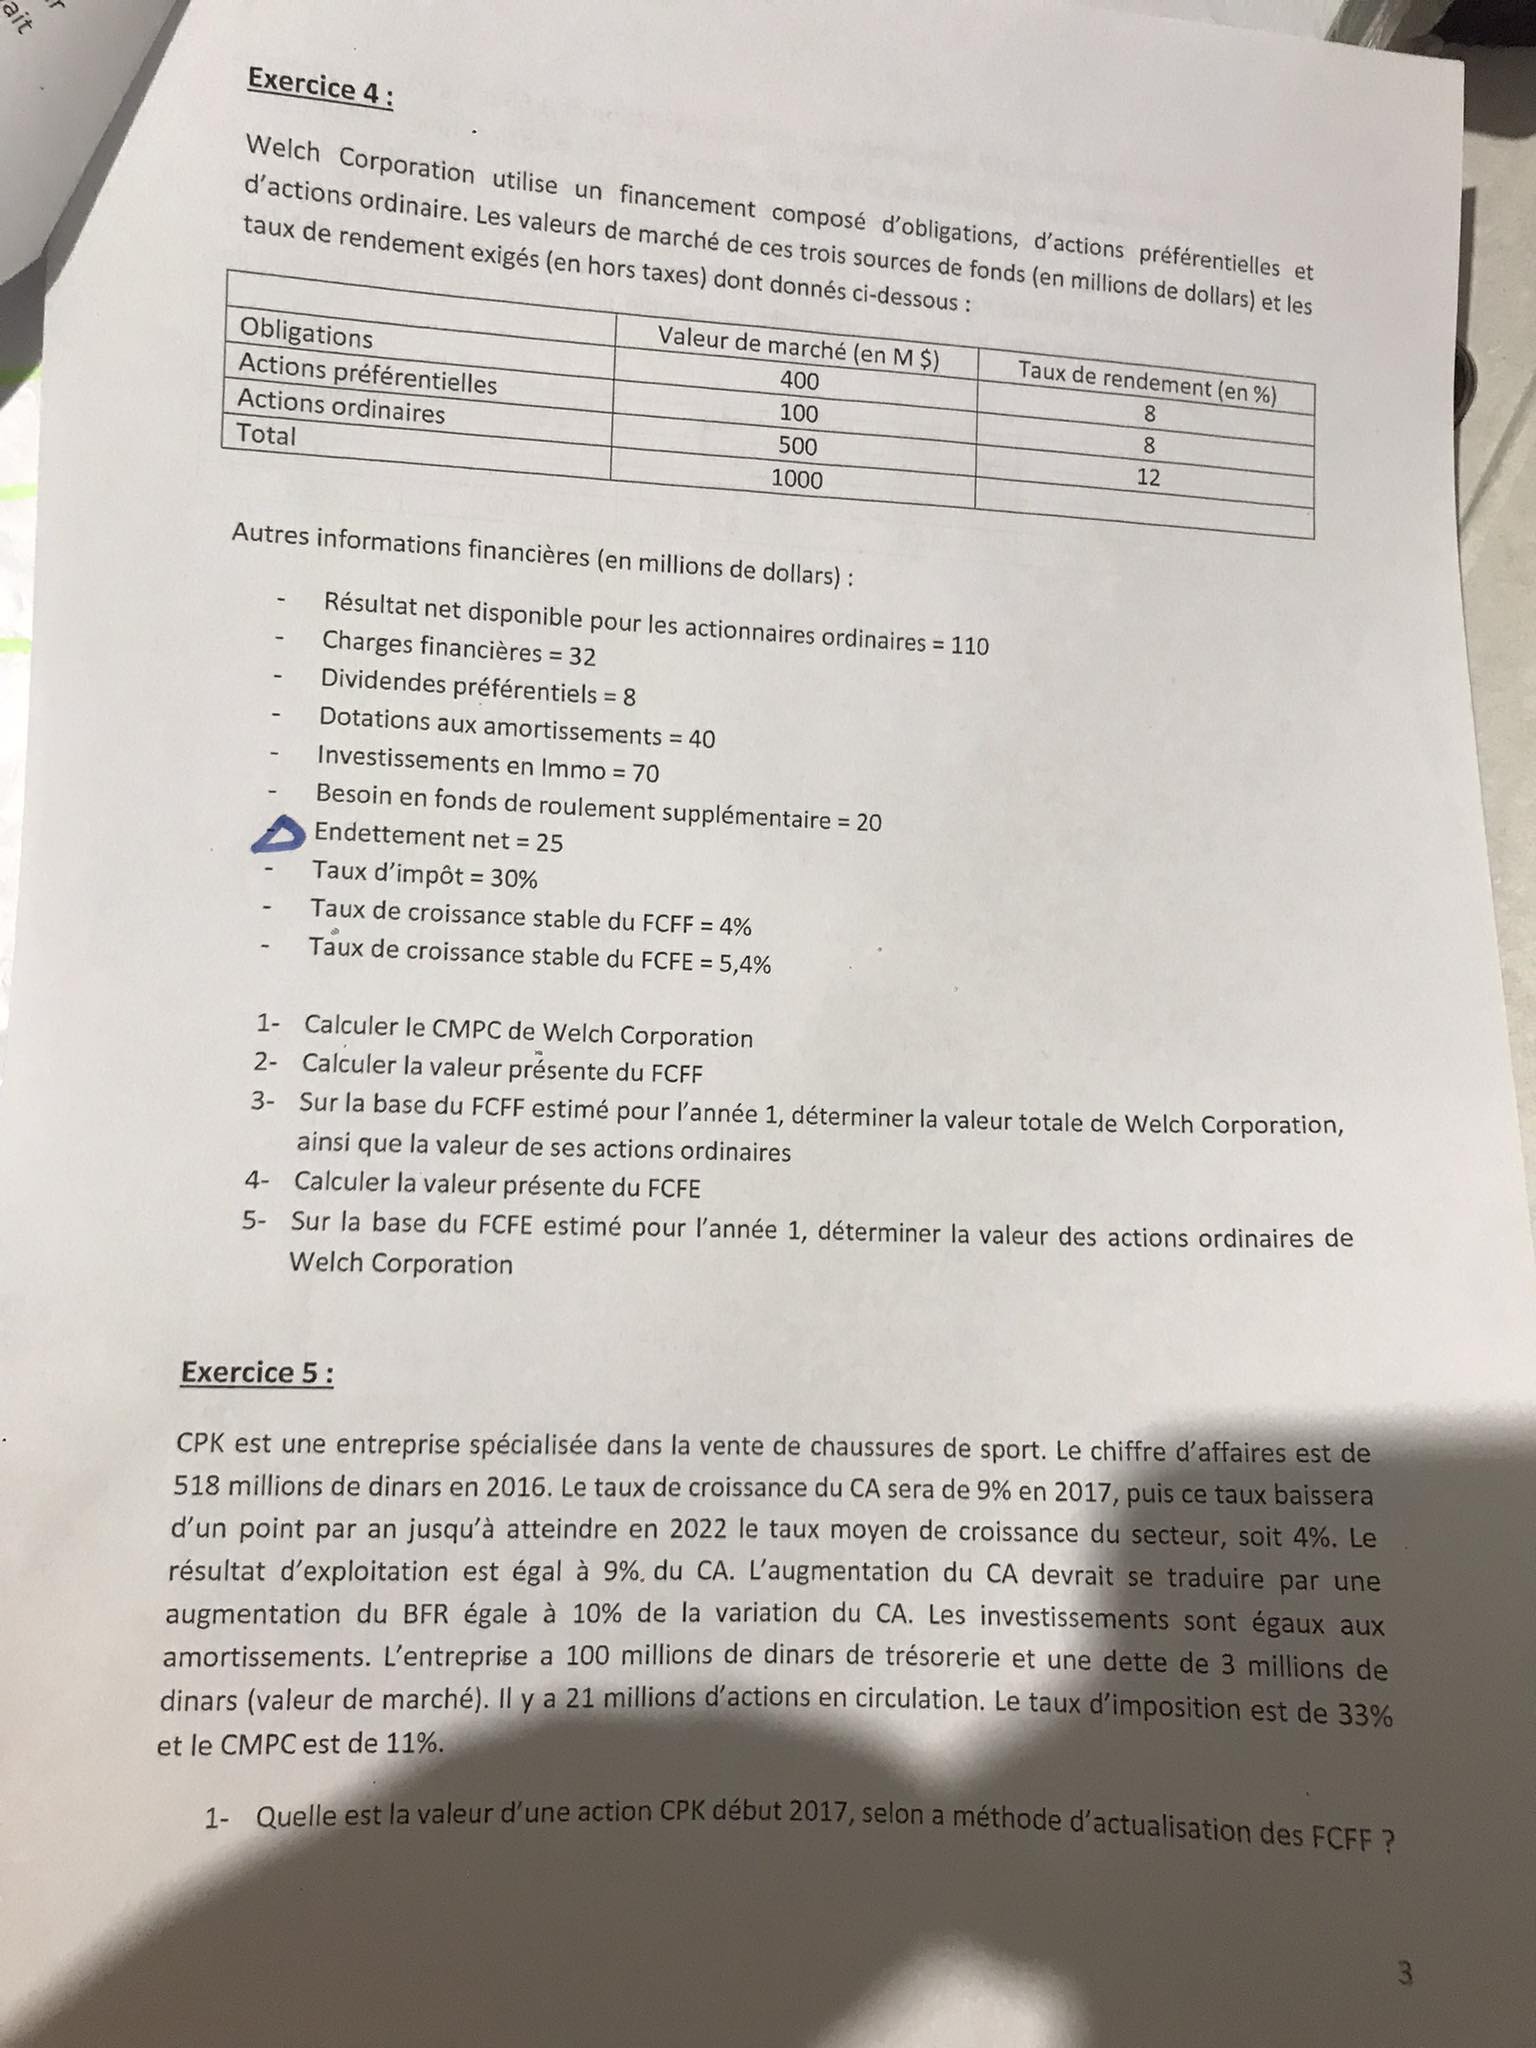 ait
Exercice 4 :
Welch Corporation utilise un financement composé d'obligations, d'actions préférentielles et
d'actions ordinaire. Les valeurs de marché de ces trois sources de fonds (en millions de dollars) et les
taux de rendement exigés (en hors taxes) dont donnés ci-dessous :
Valeur de marché (en M $) Taux de rendement (en %)
Obligations 400 8
Actions préférentielles 100 8
Actions ordinaires 500 12
Total 1000
Autres informations financières (en millions de dollars) :
- Résultat net disponible pour les actionnaires ordinaires = 110
- Charges financières = 32
- Dividendes préférentiels = 8
- Dotations aux amortissements = 40
- Investissements en Immo = 70
- Besoin en fonds de roulement supplémentaire = 20
- Endettement net = 25
- Taux d'impôt = 30%
- Taux de croissance stable du FCFF = 4%
- Taux de croissance stable du FCFE = 5,4%
1- Calculer le CMPC de Welch Corporation
2- Calculer la valeur présente du FCFF
3- Sur la base du FCFF estimé pour l'année 1, déterminer la valeur totale de Welch Corporation,
ainsi que la valeur de ses actions ordinaires
4- Calculer la valeur présente du FCFE
5- Sur la base du FCFE estimé pour l'année 1, déterminer la valeur des actions ordinaires de
Welch Corporation
Exercice 5 :
CPK est une entreprise spécialisée dans la vente de chaussures de sport. Le chiffre d'affaires est de
518 millions de dinars en 2016. Le taux de croissance du CA sera de 9% en 2017, puis ce taux baissera
d'un point par an jusqu'à atteindre en 2022 le taux moyen de croissance du secteur, soit 4%. Le
résultat d'exploitation est égal à 9%. du CA. L'augmentation du CA devrait se traduire par une
augmentation du BFR égale à 10% de la variation du CA. Les investissements sont égaux aux
amortissements. L'entreprise a 100 millions de dinars de trésorerie et une dette de 3 millions de
dinars (valeur de marché). Il y a 21 millions d'actions en circulation. Le taux d'imposition est de 33%
et le CMPC est de 11%.
1- Quelle est la valeur d'une action CPK début 2017, selon a méthode d'actualisation des FCFF ?
3